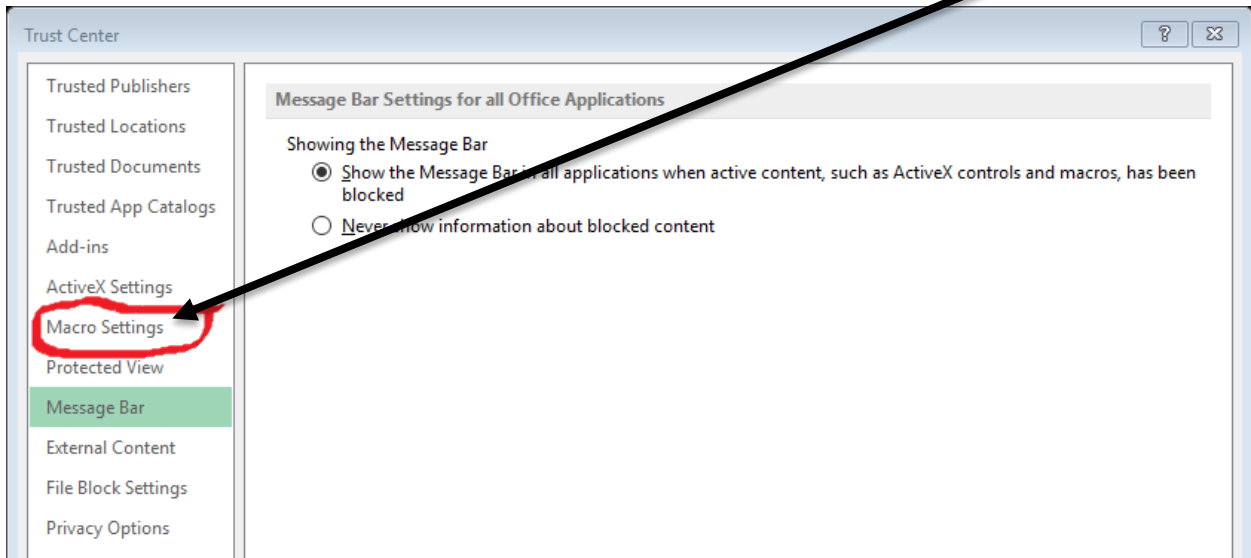 Trust Center
Trusted Publishers
Trusted Locations
Trusted Documents
Trusted App Catalogs
Add-ins
ActiveX Settings
Macro Settings
Protected View
Message Bar
External Content
File Block Settings
Privacy Options
Message Bar Settings for all Office Applications
Showing the Message Bar
Show the Message Bar in all applications when active content, such as ActiveX controls and macros, has been
blocked
Never show information about blocked content